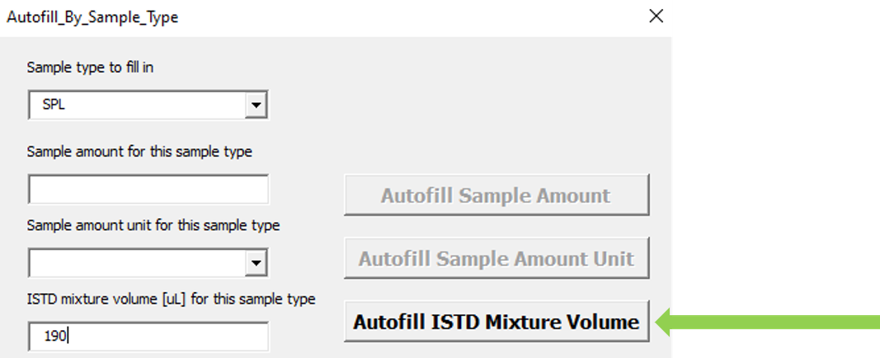 Autofill_By_Sample_Type
Sample type to fill in
SPL
Sample amount for this sample type
Autofill Sample Amount
Sample amount unit for this sample type
Autofill Sample Amount Unit
ISTD mixture volume [uL] for this sample type
Autofill ISTD Mixture Volume
190